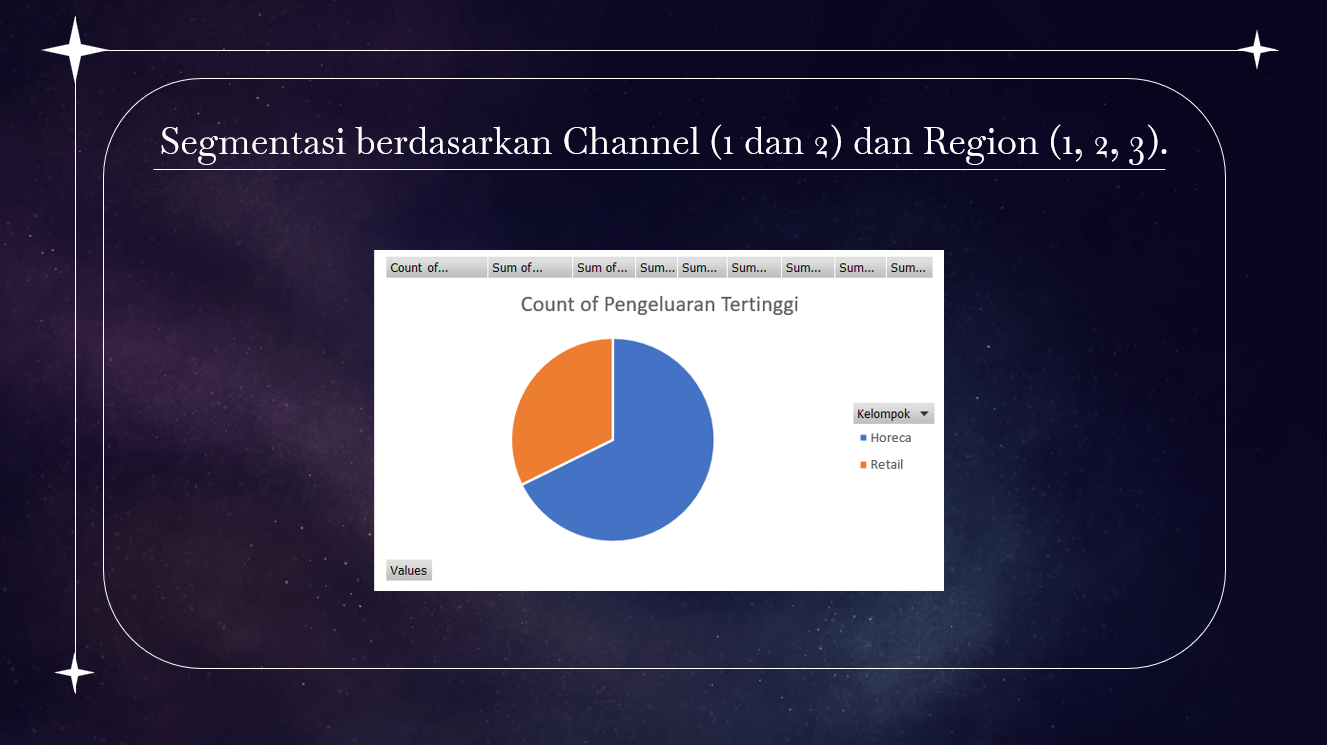 Segmentasi berdasarkan Channel (1 dan 2) dan Region (1, 2, 3).
Count of... Sum of... Sum of... Sum... Sum... Sum... Sum... Sum... Sum...
Count of Pengeluaran Tertinggi
Kelompok
Horeca
Retail
Values